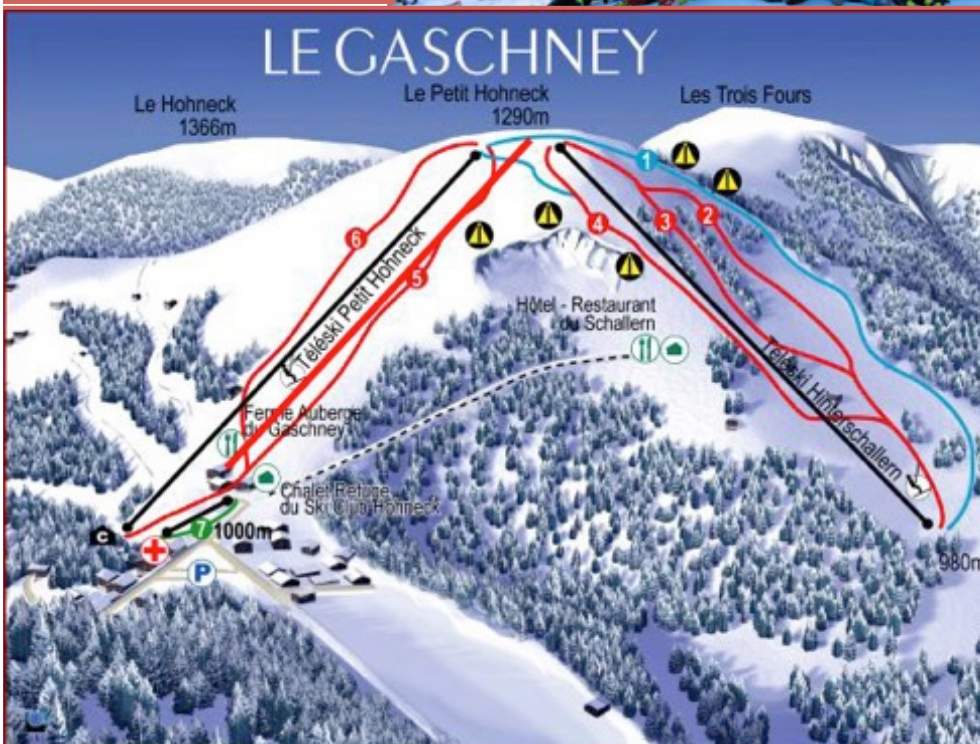 LE GASCHNEY
Le Hohneck
1366m
Le Petit Hohneck
1290m
Les Trois Fours
1
2
3
4
5
6
Téléski Petit Hohneck
Hôtel - Restaurant
du Schallern
Téléski Hinterschallern
Ferme Auberge
du Gaschney
Chalet Refuge
du Ski Club Hohneck
C
7
1000m
P
980m